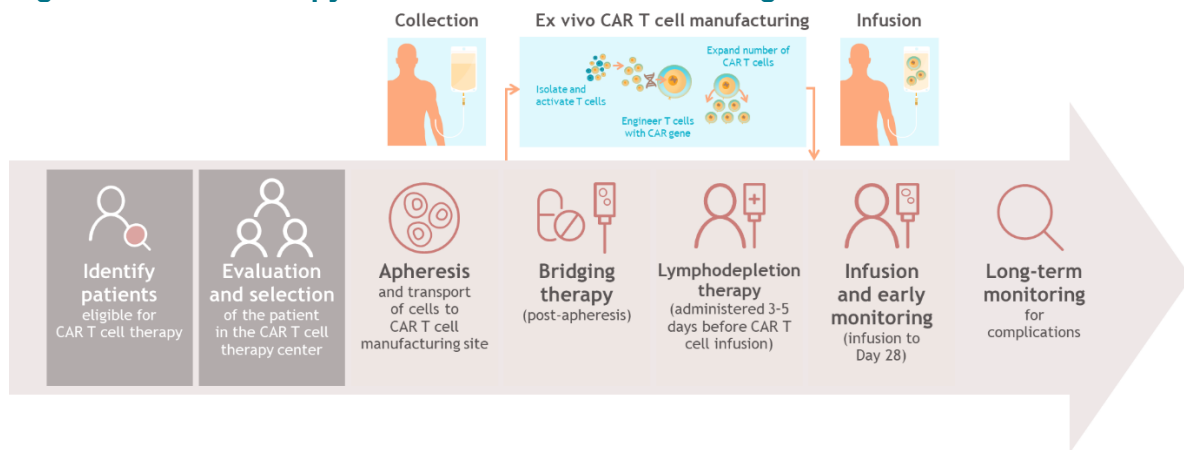 Collection
Ex vivo CAR T cell manufacturing
Infusion
Isolate and
activate T cells
Engineer T cells
with CAR gene
Expand number of
CAR T cells
Identify
patients
eligible for
CAR T cell therapy
Evaluation
and selection
of the patient
in the CAR T cell
therapy center
Apheresis
and transport
of cells to
CAR T cell
manufacturing site
Bridging
therapy
(post-apheresis)
Lymphodepletion
therapy
(administered 3-5
days before CAR T
cell infusion)
Infusion
and early
monitoring
(infusion to
Day 28)
Long-term
monitoring
for
complications